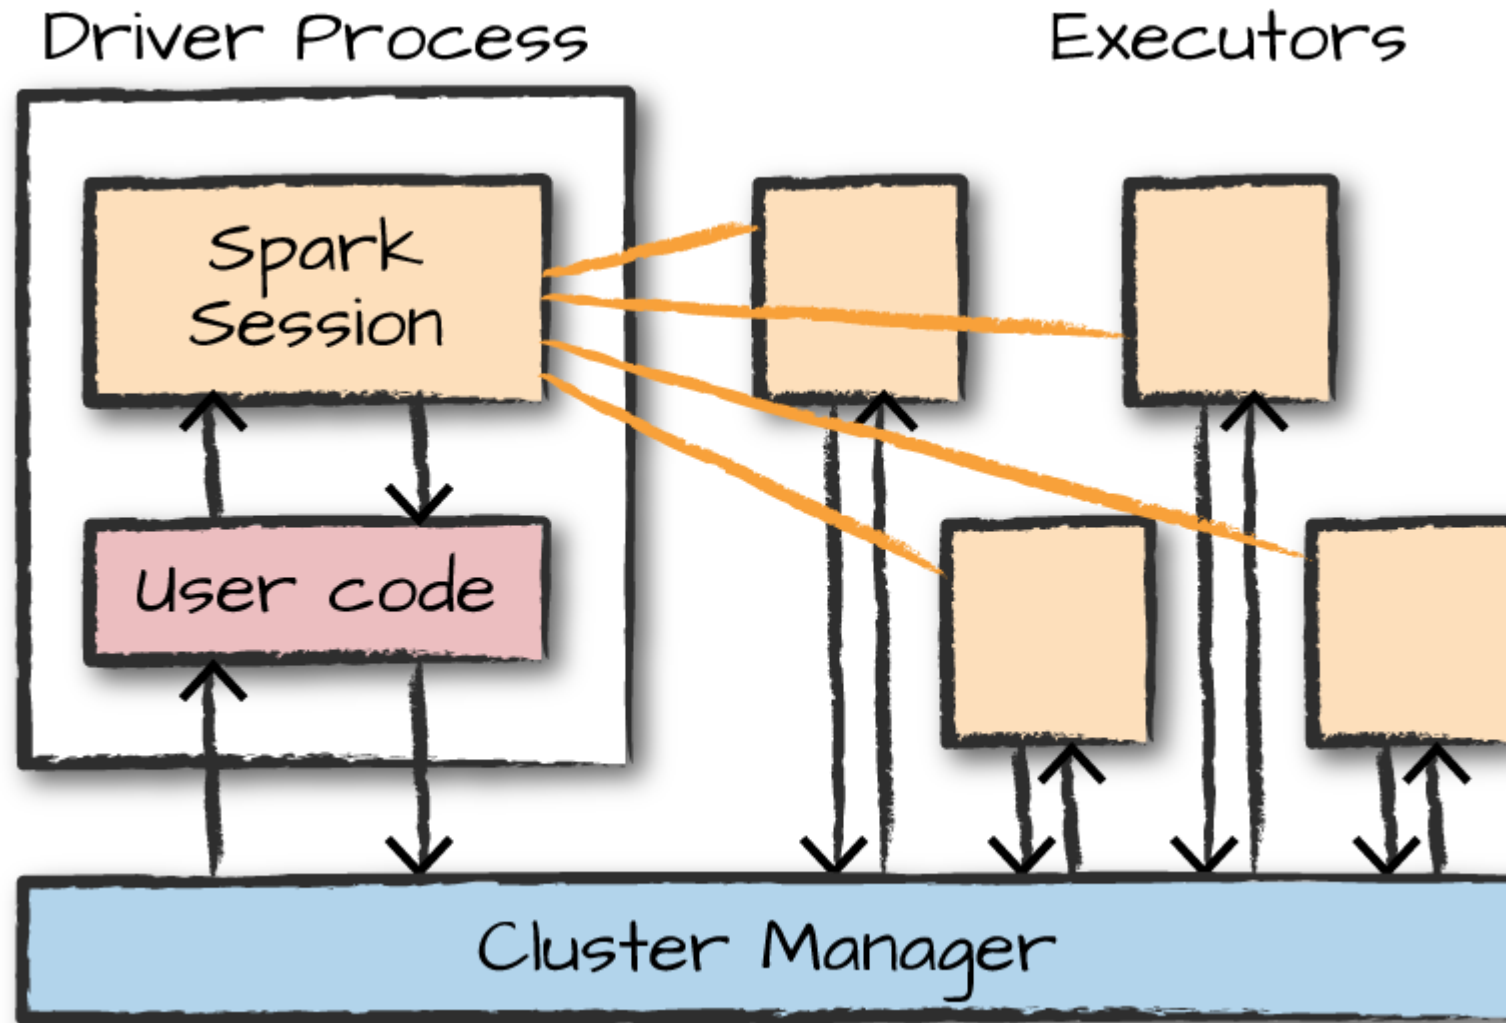 Driver Process
Executors
Spark
Session
User code
Cluster Manager